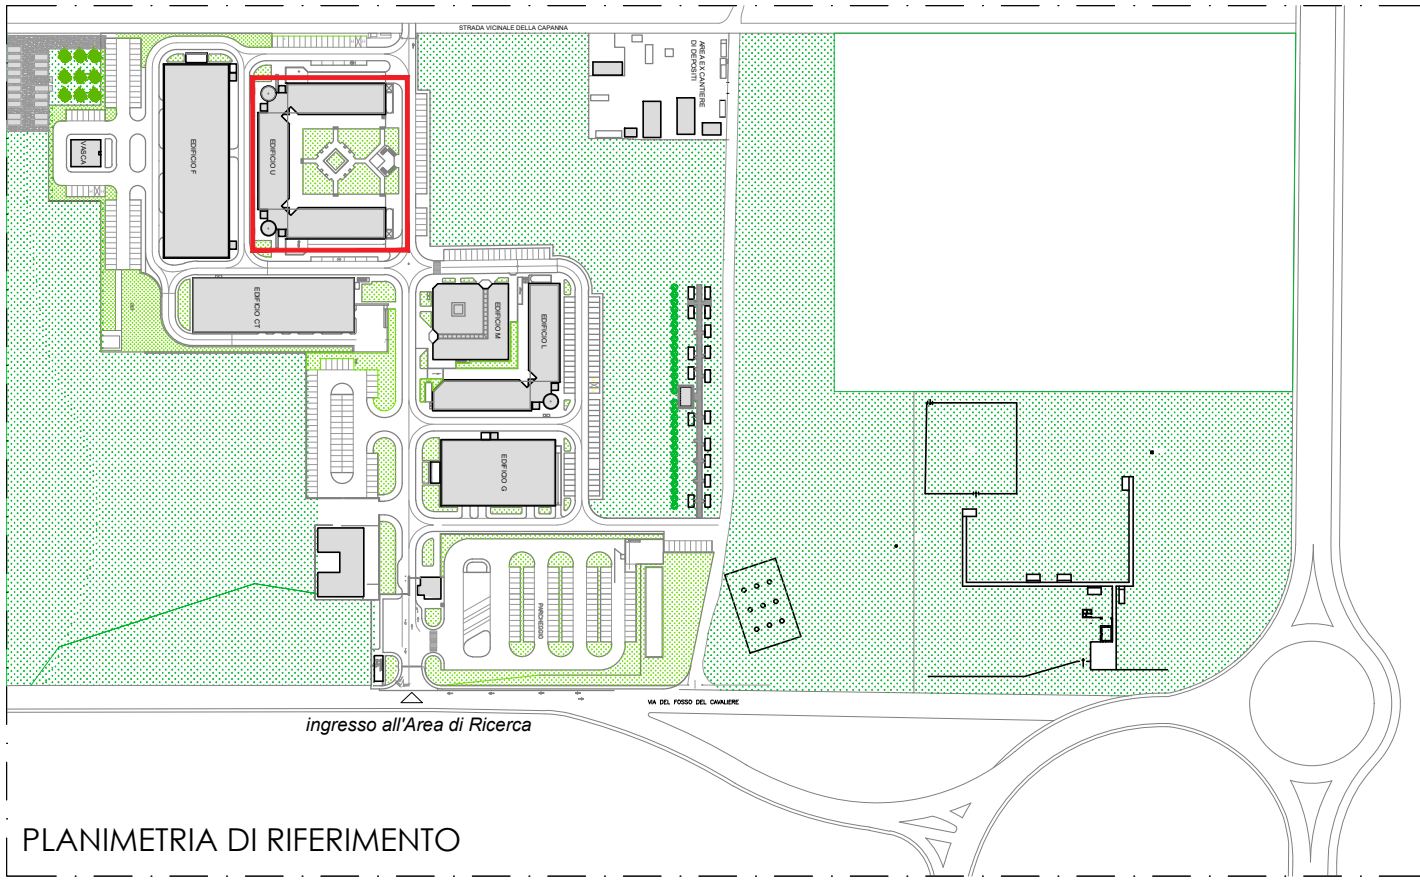 STRADA VICINALE DELLA CAPANNA
AREA EX CANTIERE
DI DEPOSITI
VASCA
EDIFICIO F
EDIFICIO U
EDIFICIO CT
EDIFICIO M
EDIFICIO L
EDIFICIO G
PARCHEGGIO
VIA DEL FOSSO DEL CAVALIERE
ingresso all'Area di Ricerca
PLANIMETRIA DI RIFERIMENTO